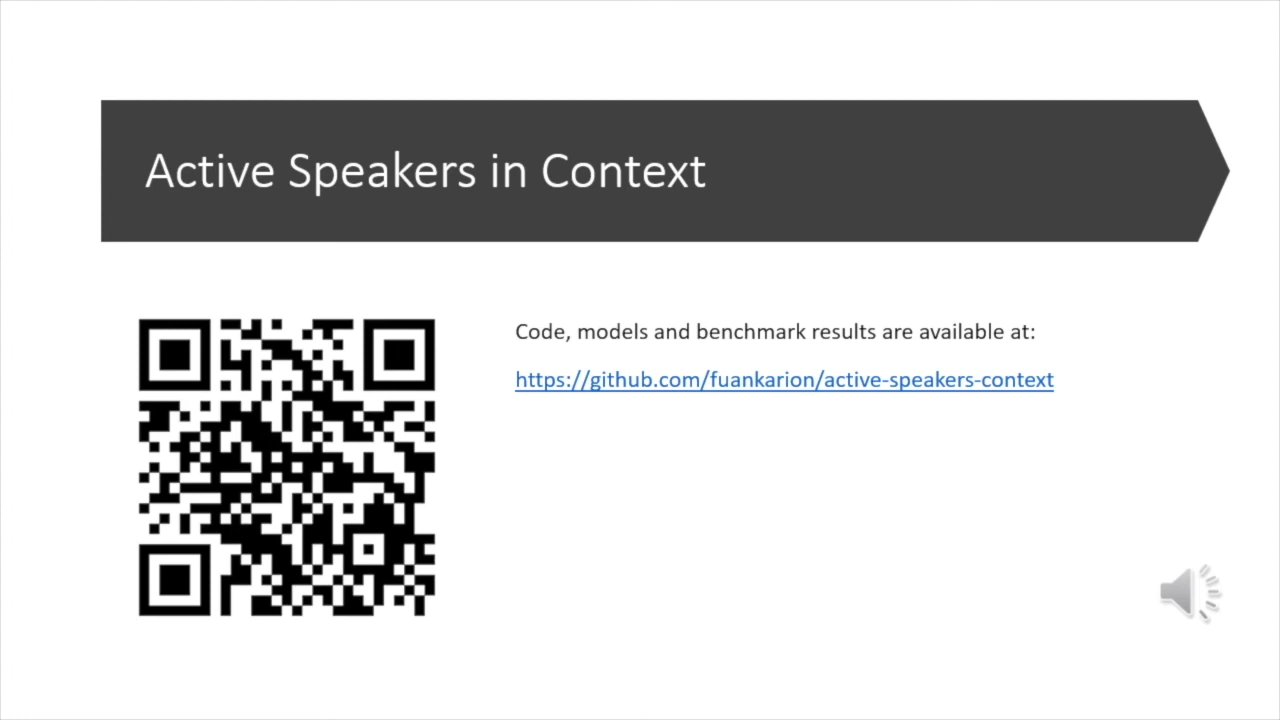 Active Speakers in Context
Code, models and benchmark results are available at:
https://github.com/fuankarion/active-speakers-context